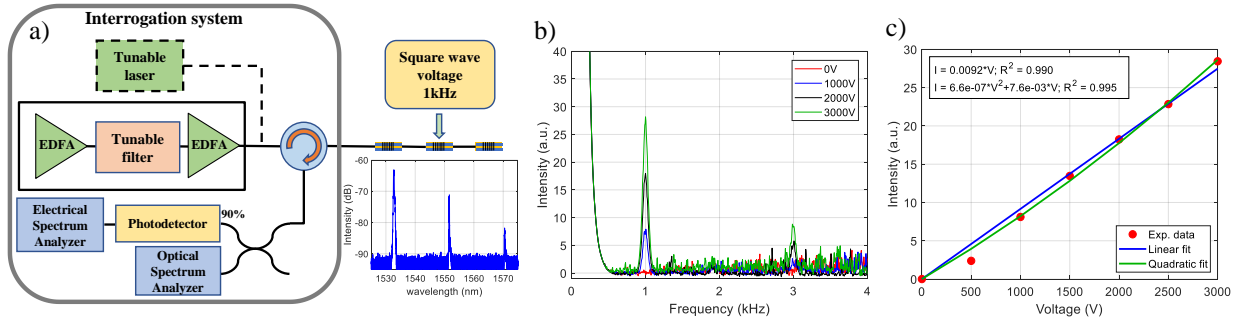 a)
Interrogation system
Tunable
laser
EDFA
Tunable
filter
EDFA
Electrical
Spectrum
Analyzer
Photodetector
90%
Optical
Spectrum
Analyzer
Square wave
voltage
1kHz
Intensity (dB)
-60
-70
-80
-90
1530 1540 1550 1560 1570
wavelength (nm)
b)
Intensity (a.u.)
40
35
30
25
20
15
10
5
0
0 1 2 3 4
Frequency (kHz)
0V
1000V
2000V
3000V
c)
Intensity (a.u.)
30
25
20
15
10
5
0
0 500 1000 1500 2000 2500 3000
Voltage (V)
I = 0.0092*V; R² = 0.990
I = 6.6e-07*V²+7.6e-03*V; R² = 0.995
Exp. data
Linear fit
Quadratic fit